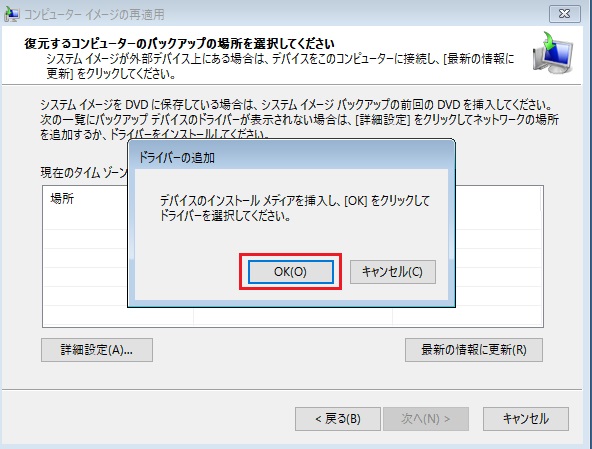 コンピューター イメージの再適用
復元するコンピューターのバックアップの場所を選択してください
システム イメージが外部デバイス上にある場合は、デバイスをこのコンピューターに接続し、[最新の情報に
更新] をクリックしてください。
システム イメージを DVD に保存している場合は、システム イメージ バックアップの前回の DVD を挿入してください。
次の一覧にバックアップ デバイスのドライバーが表示されない場合は、[詳細設定] をクリックしてネットワークの場所
を追加するか、ドライバーをインストールしてください。
現在のタイム ゾーン
場所
ドライバーの追加
デバイスのインストール メディアを挿入し、[OK] をクリックして
ドライバーを選択してください。
OK(O)
キャンセル(C)
詳細設定(A)...
最新の情報に更新(R)
< 戻る(B)
次へ(N) >
キャンセル